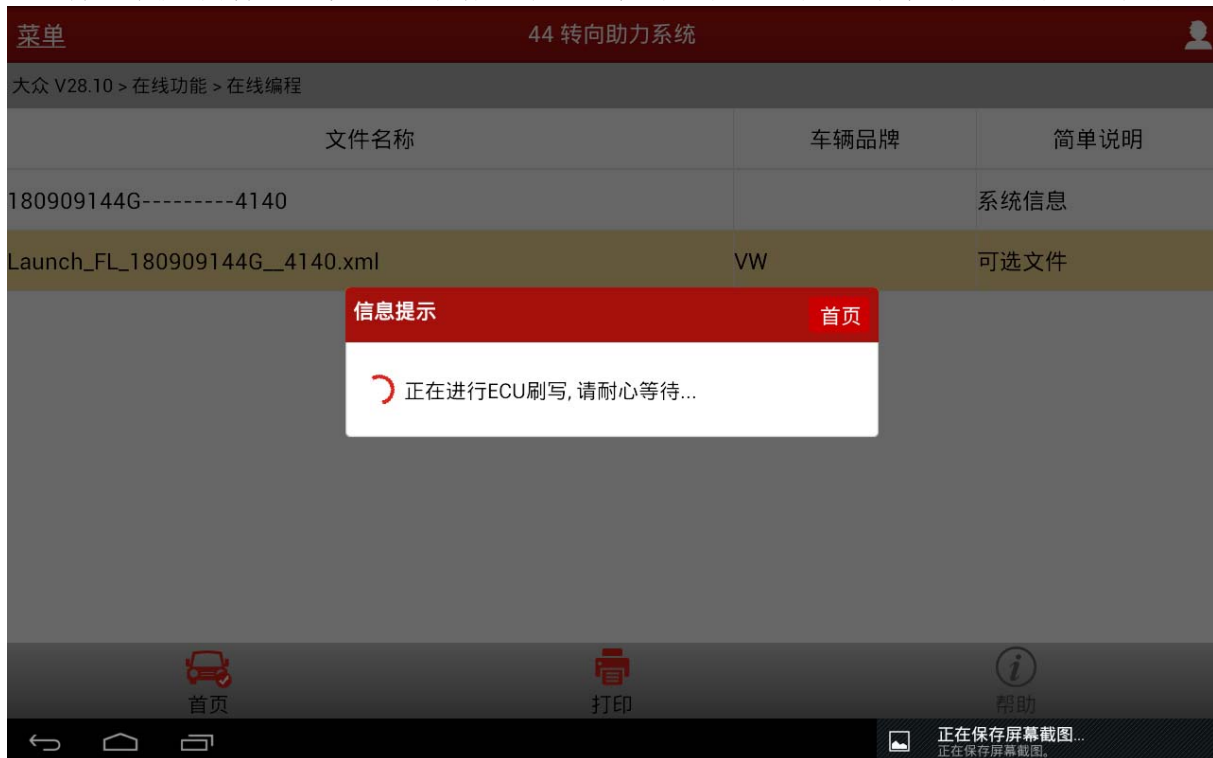 菜单
44 转向助力系统
大众 V28.10 > 在线功能 > 在线编程
文件名称 车辆品牌 简单说明
180909144G---------4140 系统信息
Launch_FL_180909144G__4140.xml VW 可选文件
信息提示 首页
正在进行ECU刷写, 请耐心等待...
首页 打印 帮助
正在保存屏幕截图...
正在保存屏幕截图。